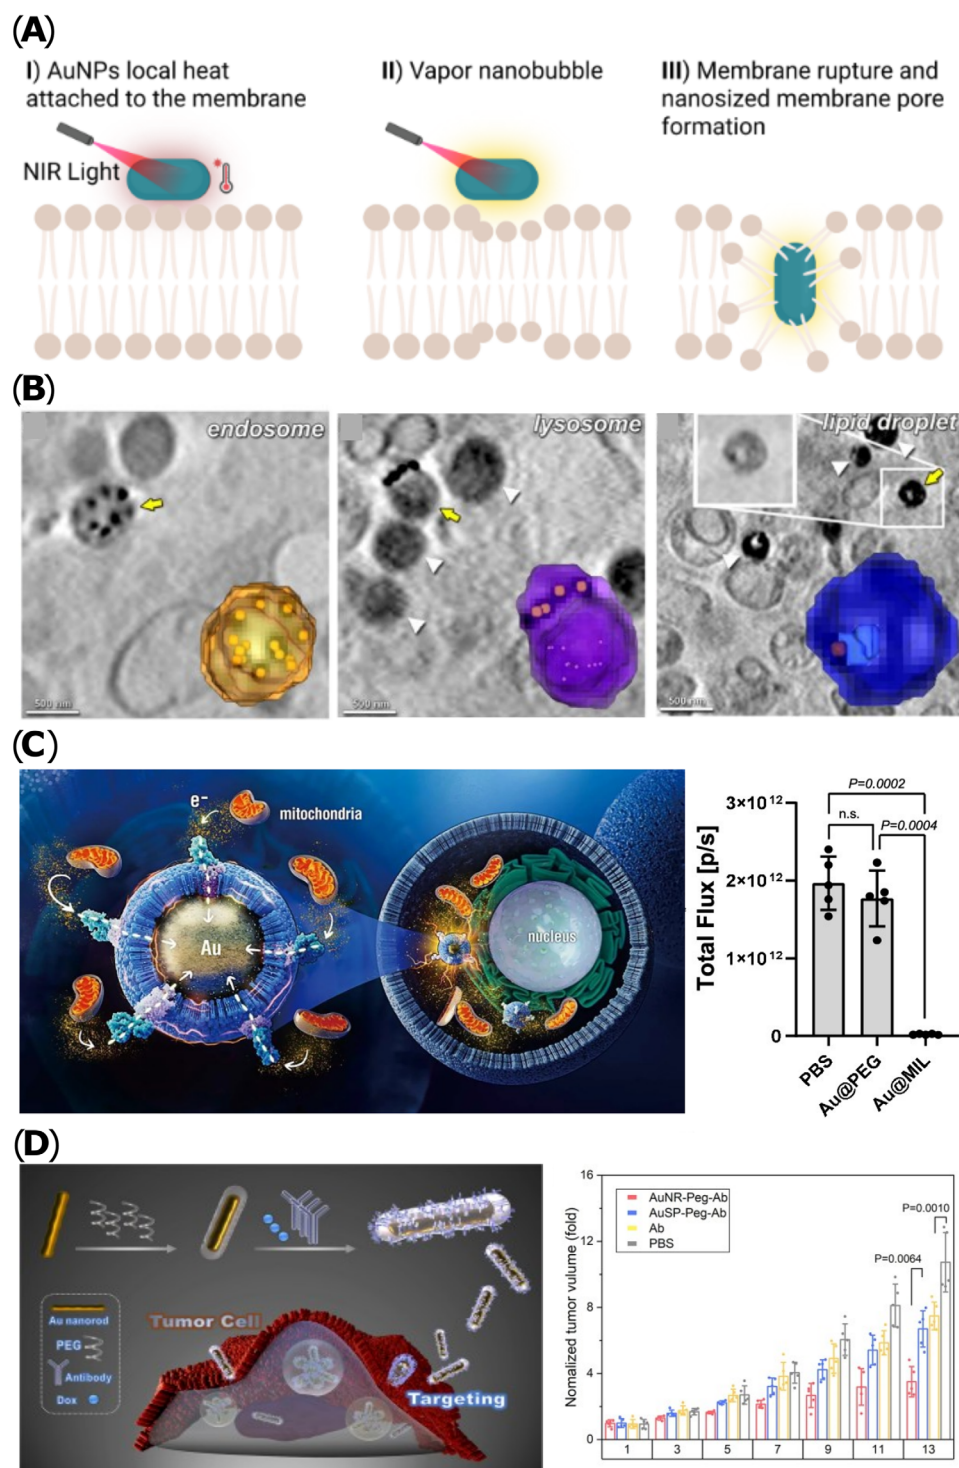 (A)
I) AuNPs local heat
attached to the membrane
NIR Light
II) Vapor nanobubble
III) Membrane rupture and
nanosized membrane pore
formation
(B)
endosome
500 nm
lysosome
500 nm
lipid droplet
500 nm
(C)
e-
mitochondria
Au
nucleus
Total Flux [p/s]
3×10¹²
2×10¹²
1×10¹²
0
P=0.0002
n.s.
P=0.0004
PBS
Au@PEG
Au@MIL
(D)
Au nanorod
PEG
Antibody
Dox
Tumor Cell
Targeting
Nomalized tumor volume (fold)
16
12
8
4
0
AuNR-Peg-Ab
AuSP-Peg-Ab
Ab
PBS
P=0.0010
P=0.0064
1 3 5 7 9 11 13